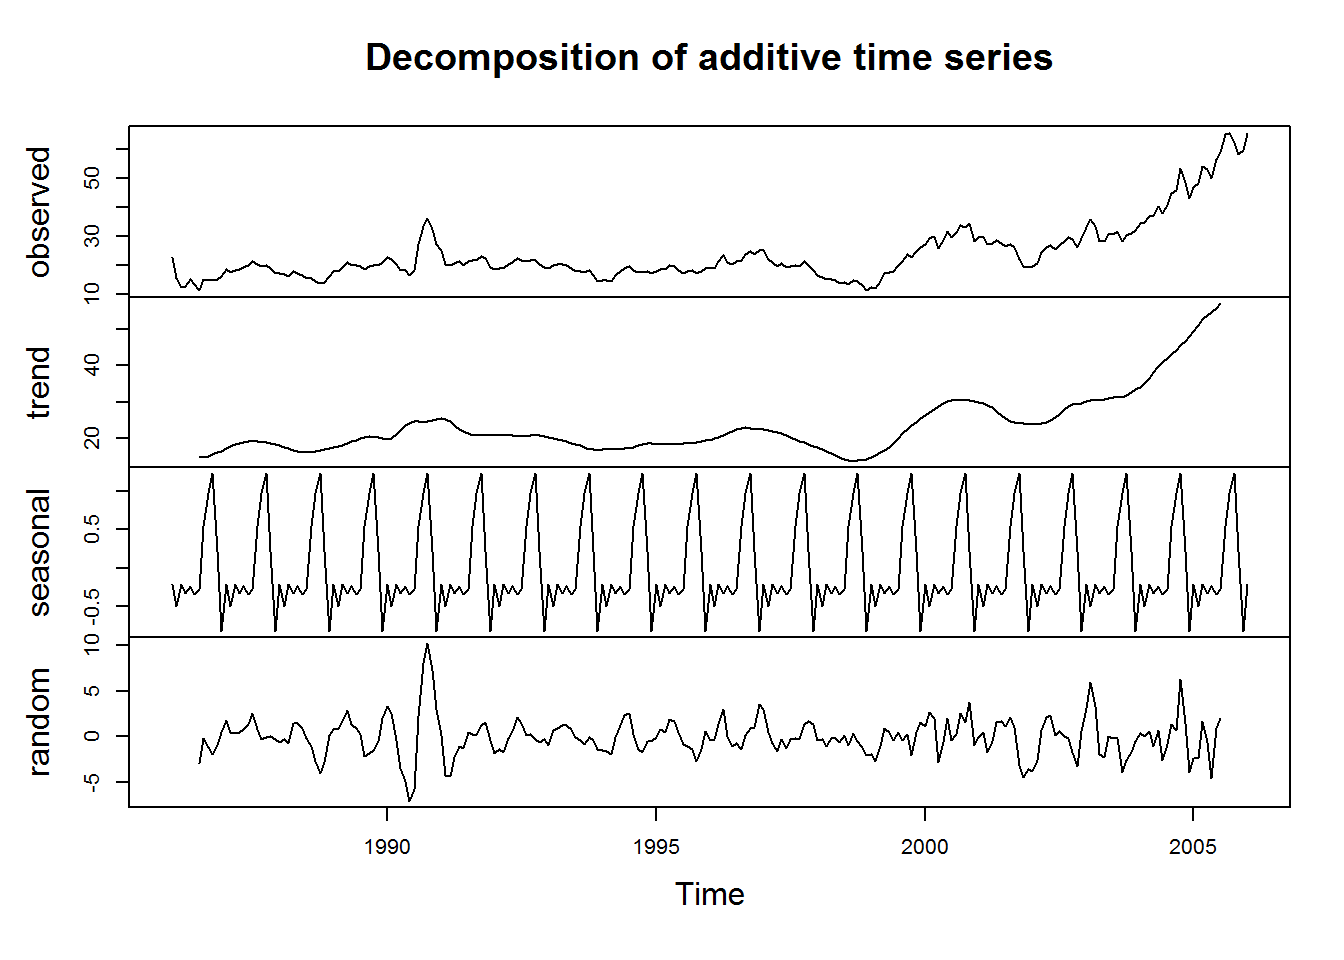 Decomposition of additive time series
observed
10 30 50
trend
20 40
seasonal
-0.5 0.5
random
-5 0 5 10
1990 1995 2000 2005
Time